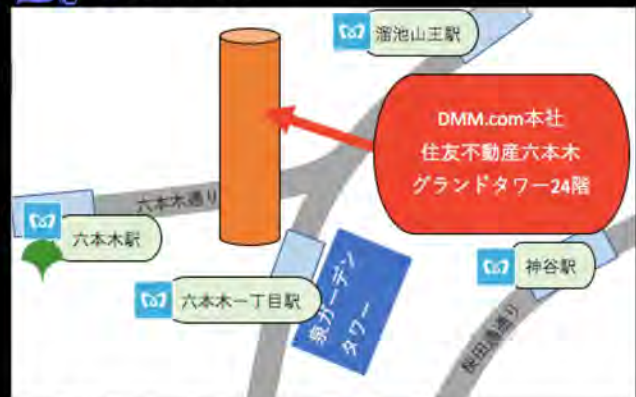 溜池山王駅
DMM.com本社
住友不動産六本木
グランドタワー24階
六本木通り
六本木駅
神谷駅
六本木一丁目駅
泉ガーデン
タワー
桜田通通り